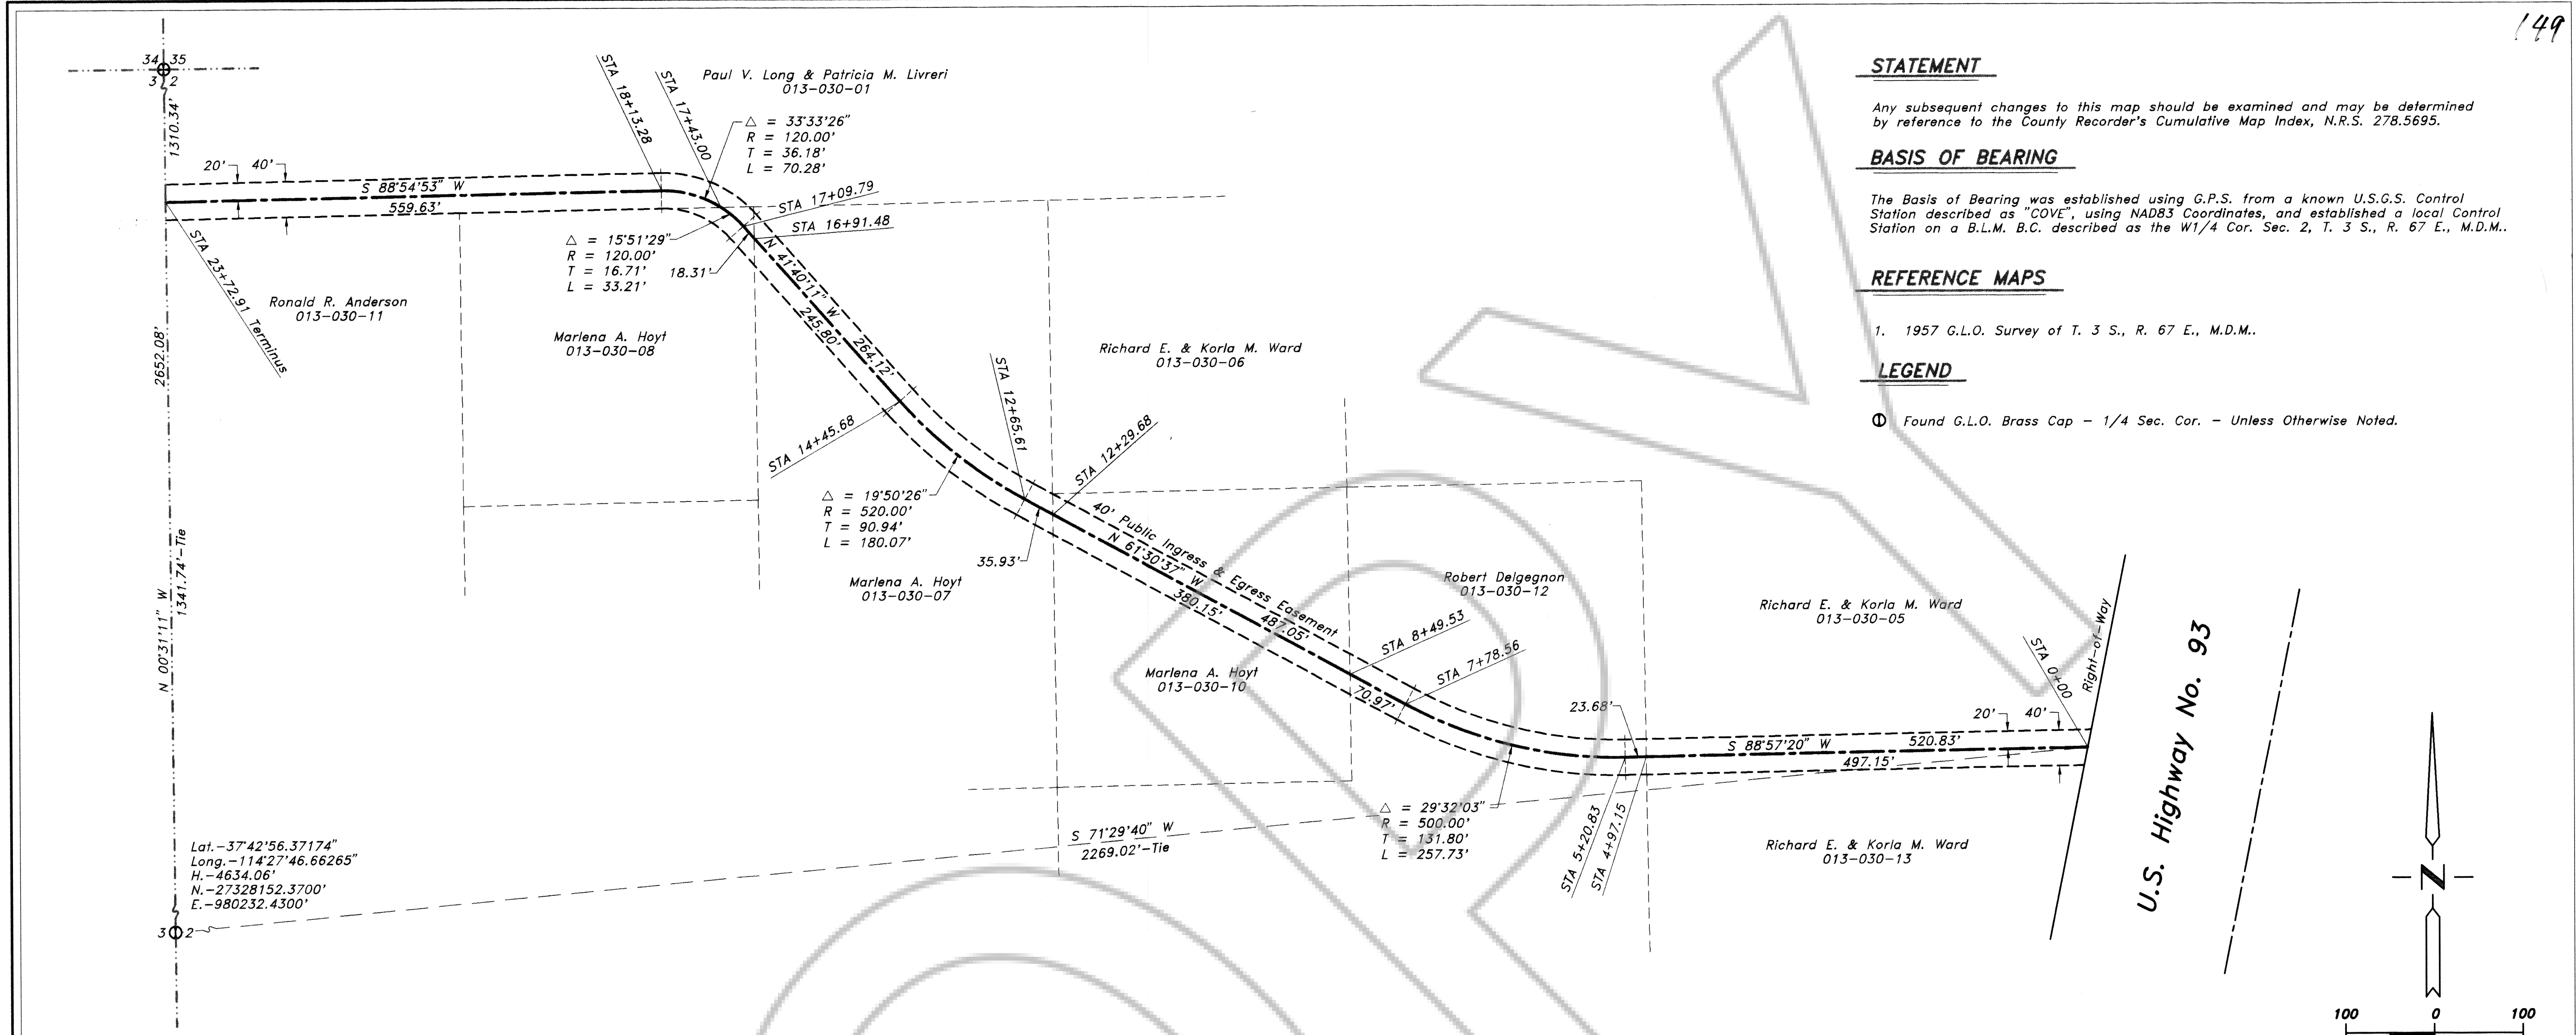 149
34 35
3 2
1310.34'
2652.08'
N 00°31'11" W
1341.74'-Tie
20' 40'
S 88°54'53" W
559.63'
STA 23+72.91 Terminus
STA 18+13.28
STA 17+43.00
Paul V. Long & Patricia M. Livreri
013-030-01
△ = 33°33'26"
R = 120.00'
T = 36.18'
L = 70.28'
STA 17+09.79
STA 16+91.48
△ = 15°51'29"
R = 120.00'
T = 16.71'
L = 33.21'
18.31'
N 41°40'11" W
245.80'
264.12'
Ronald R. Anderson
013-030-11
Marlena A. Hoyt
013-030-08
Richard E. & Korla M. Ward
013-030-06
STA 14+45.68
STA 12+65.61
STA 12+29.68
△ = 19°50'26"
R = 520.00'
T = 90.94'
L = 180.07'
35.93'
40' Public Ingress & Egress Easement
N 61°30'37" W
380.15'
487.05'
Marlena A. Hoyt
013-030-07
Robert Delgegnon
013-030-12
STA 8+49.53
STA 7+78.56
Marlena A. Hoyt
013-030-10
70.97'
Richard E. & Korla M. Ward
013-030-05
STA 0+00
Right-of-Way
U.S. Highway No. 93
23.68'
20' 40'
S 88°57'20" W
520.83'
497.15'
△ = 29°32'03"
R = 500.00'
T = 131.80'
L = 257.73'
STA 5+20.83
STA 4+97.15
Richard E. & Korla M. Ward
013-030-13
S 71°29'40" W
2269.02'-Tie
Lat.-37°42'56.37174"
Long.-114°27'46.66265"
H.-4634.06'
N.-27328152.3700'
E.-980232.4300'
3 2
STATEMENT
Any subsequent changes to this map should be examined and may be determined
by reference to the County Recorder's Cumulative Map Index, N.R.S. 278.5695.
BASIS OF BEARING
The Basis of Bearing was established using G.P.S. from a known U.S.G.S. Control
Station described as "COVE", using NAD83 Coordinates, and established a local Control
Station on a B.L.M. B.C. described as the W1/4 Cor. Sec. 2, T. 3 S., R. 67 E., M.D.M..
REFERENCE MAPS
1. 1957 G.L.O. Survey of T. 3 S., R. 67 E., M.D.M..
LEGEND
Found G.L.O. Brass Cap - 1/4 Sec. Cor. - Unless Otherwise Noted.
N
100 0 100